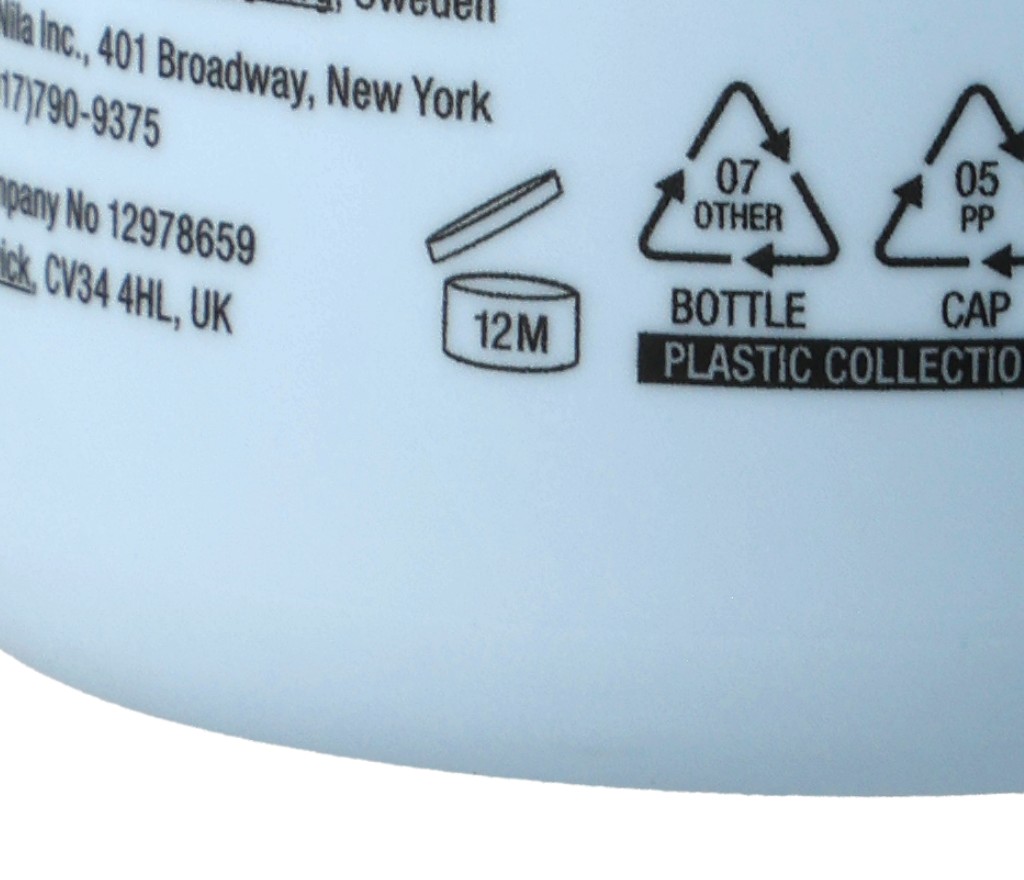 Sweden
Nila Inc., 401 Broadway, New York
17)790-9375
mpany No 12978659
ick, CV34 4HL, UK
12M
07
OTHER
BOTTLE
05
PP
CAP
PLASTIC COLLECTIO